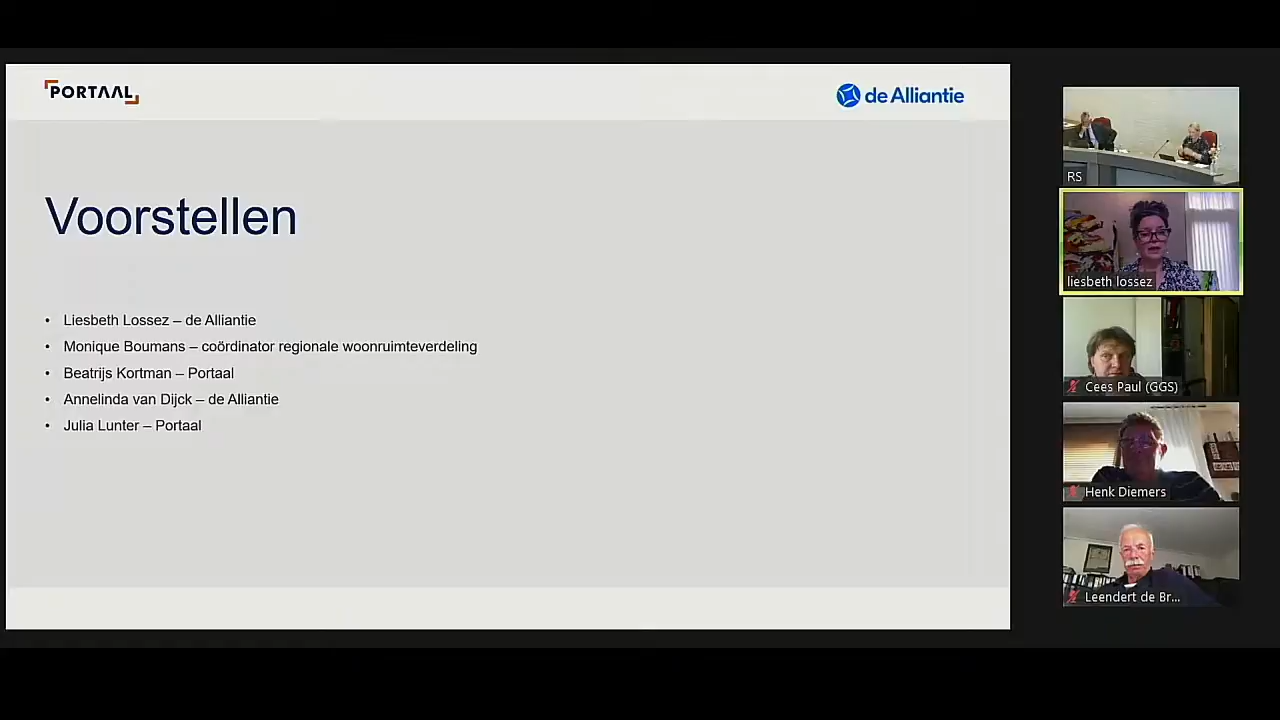 PORTAAL
de Alliantie
Voorstellen
• Liesbeth Lossez – de Alliantie
• Monique Boumans – coördinator regionale woonruimteverdeling
• Beatrijs Kortman – Portaal
• Annelinda van Dijck – de Alliantie
• Julia Lunter – Portaal
RS
liesbeth lossez
Cees Paul (GGS)
Henk Diemers
Leendert de Br...